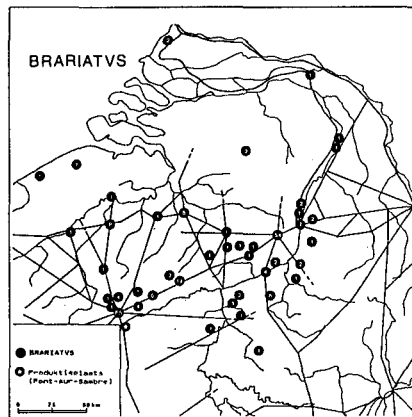 BRARIATVS
BRARIATVS
Produktieplaats
(Pont-sur-Sambre)
0 25 50 km